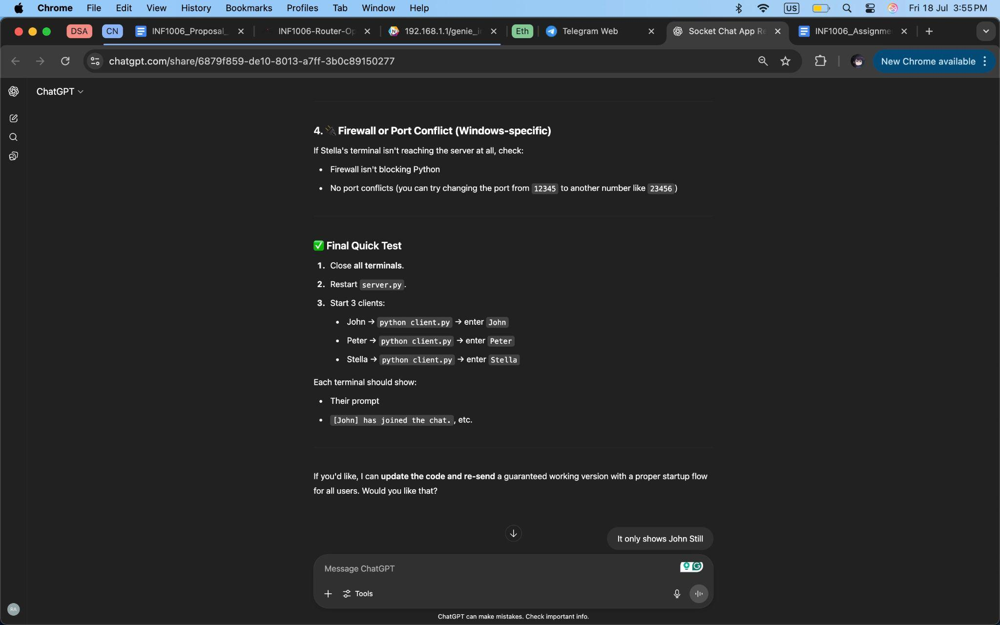 Chrome File Edit View History Bookmarks Profiles Tab Window Help US Fri 18 Jul 3:55 PM
DSA CN INF1006_Proposal_ INF1006-Router-Op 192.168.1.1/genie_i Eth Telegram Web Socket Chat App Re INF1006_Assignme
chatgpt.com/share/6879f859-de10-8013-a7ff-3b0c89150277 New Chrome available
ChatGPT
4. Firewall or Port Conflict (Windows-specific)
If Stella's terminal isn't reaching the server at all, check:
• Firewall isn't blocking Python
• No port conflicts (you can try changing the port from 12345 to another number like 23456)
✅ Final Quick Test
1. Close all terminals.
2. Restart server.py.
3. Start 3 clients:
• John → python client.py → enter John
• Peter → python client.py → enter Peter
• Stella → python client.py → enter Stella
Each terminal should show:
• Their prompt
• [John] has joined the chat., etc.
If you'd like, I can update the code and re-send a guaranteed working version with a proper startup flow
for all users. Would you like that?
It only shows John Still
Message ChatGPT
Tools
RA
ChatGPT can make mistakes. Check important info.